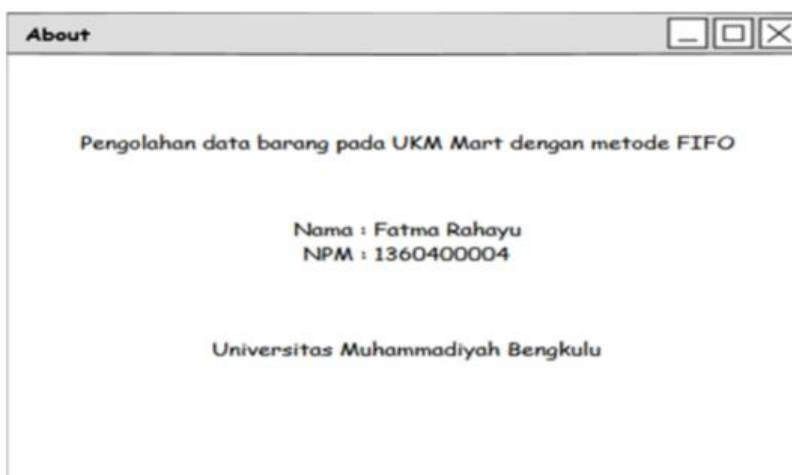 About
Pengolahan data barang pada UKM Mart dengan metode FIFO
Nama : Fatma Rahayu
NPM : 1360400004
Universitas Muhammadiyah Bengkulu